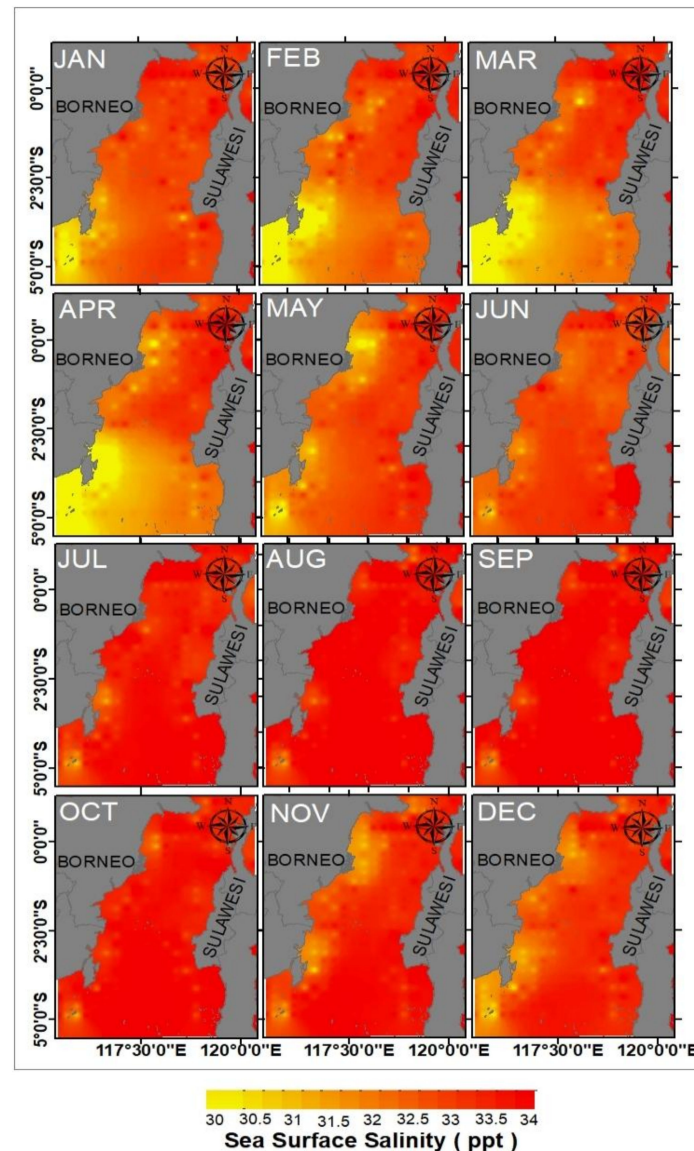 JAN
FEB
MAR
N
W E
S
N
W E
S
N
W E
S
BORNEO
BORNEO
BORNEO
SULAWESI
SULAWESI
SULAWESI
0°0'0"
2°30'0"S
5°0'0"S
APR
MAY
JUN
N
W E
S
N
W E
S
N
W E
S
BORNEO
BORNEO
BORNEO
SULAWESI
SULAWESI
SULAWESI
0°0'0"
2°30'0"S
5°0'0"S
JUL
AUG
SEP
N
W E
S
N
W E
S
N
W E
S
BORNEO
BORNEO
BORNEO
SULAWESI
SULAWESI
SULAWESI
0°0'0"
2°30'0"S
5°0'0"S
OCT
NOV
DEC
N
W E
S
N
W E
S
N
W E
S
BORNEO
BORNEO
BORNEO
SULAWESI
SULAWESI
SULAWESI
0°0'0"
2°30'0"S
5°0'0"S
117°30'0"E 120°0'0"E
117°30'0"E 120°0'0"E
117°30'0"E 120°0'0"E
30 30.5 31 31.5 32 32.5 33 33.5 34
Sea Surface Salinity ( ppt )